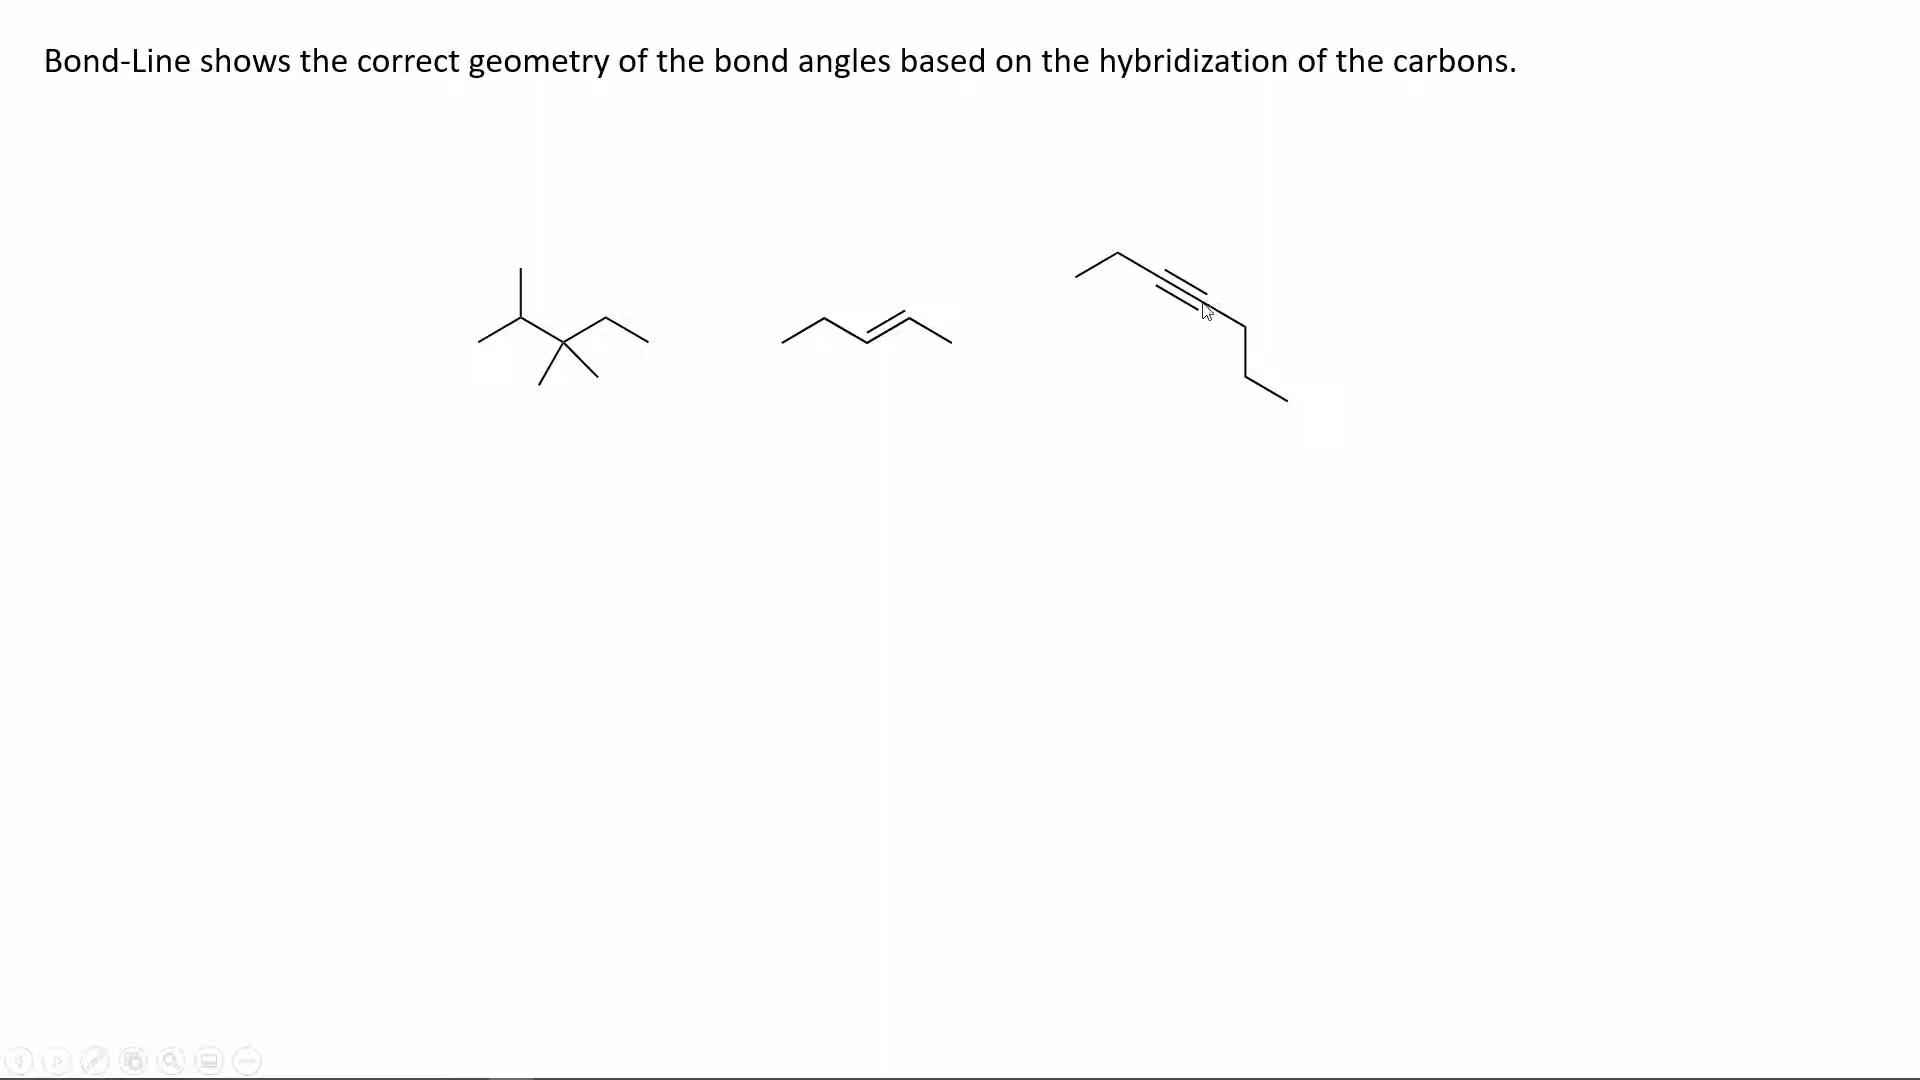 Bond-Line shows the correct geometry of the bond angles based on the hybridization of the carbons.